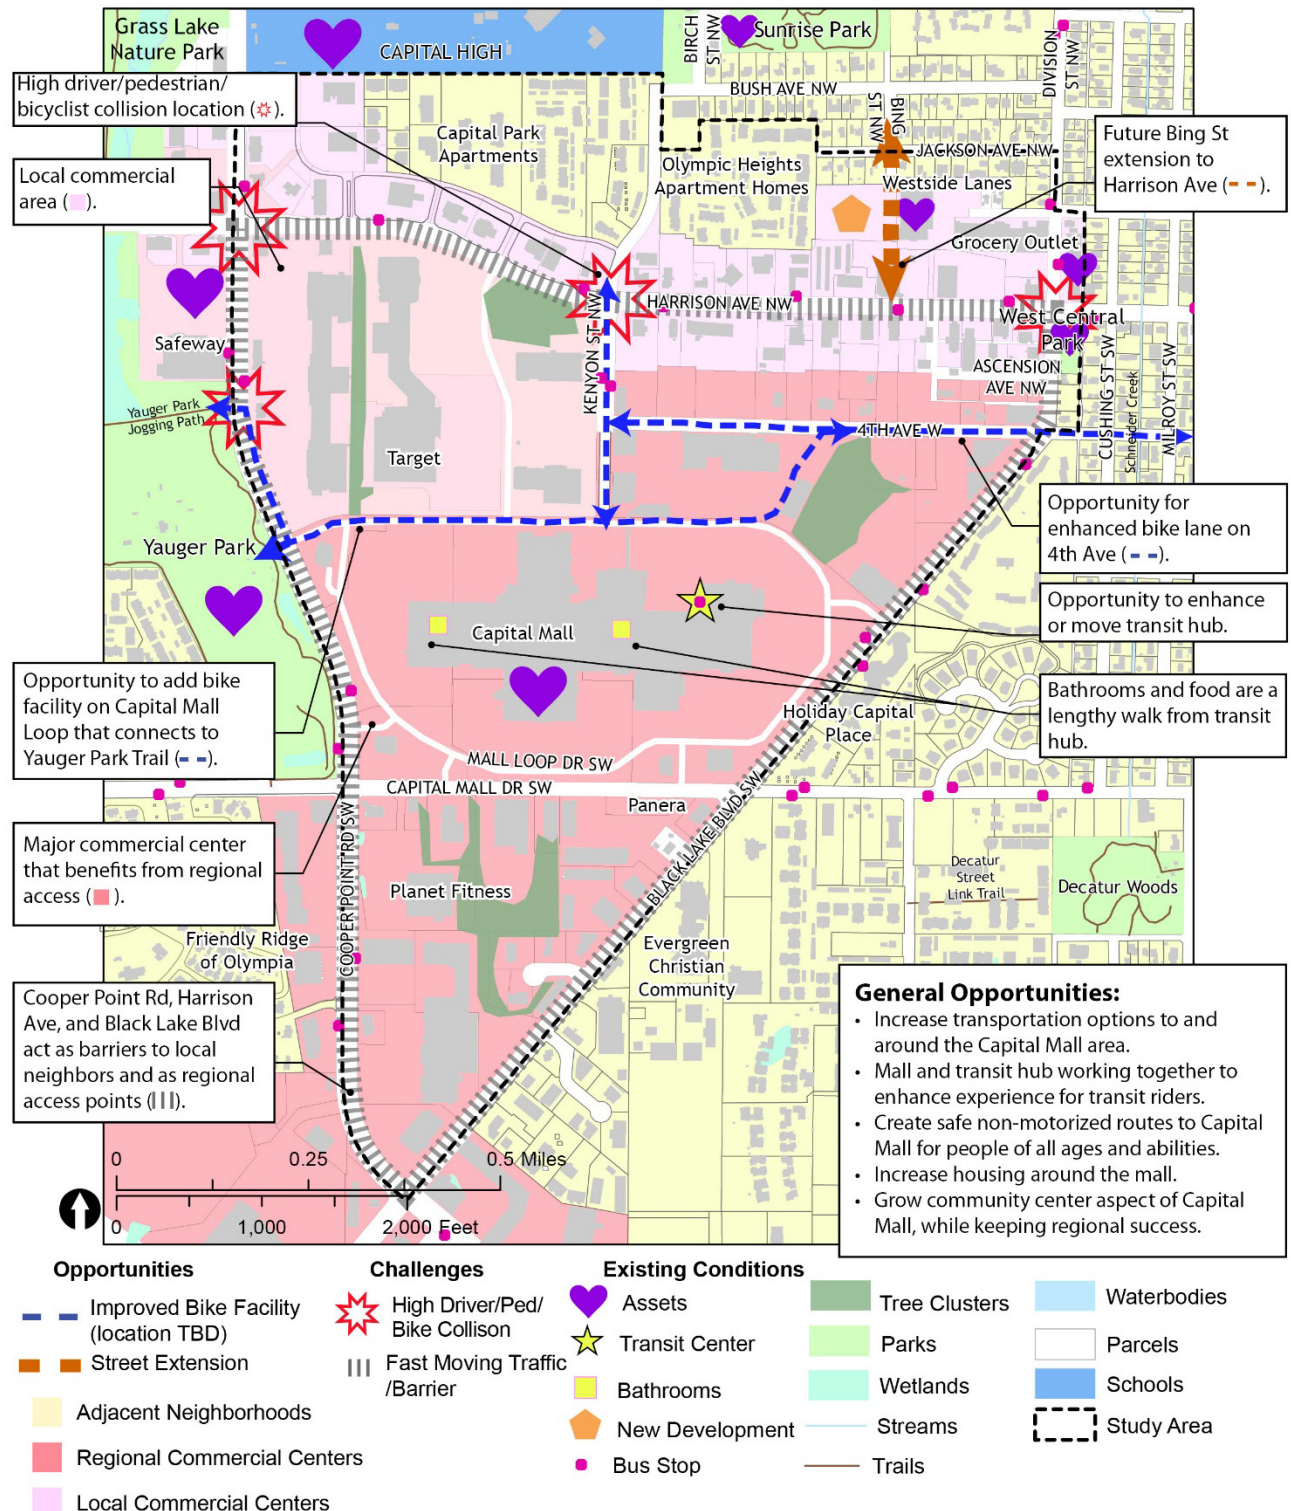 Grass Lake
Nature Park
CAPITAL HIGH
BIRCH
ST NW
Sunrise Park
DIVISION
ST NW
High driver/pedestrian/
bicyclist collision location ( ).
BUSH AVE NW
BING
ST NW
Capital Park
Apartments
Olympic Heights
Apartment Homes
JACKSON AVE NW
Westside Lanes
Future Bing St
extension to
Harrison Ave ( ).
Local commercial
area ( ).
Grocery Outlet
HARRISON AVE NW
KENYON ST NW
West Central
Park
Safeway
ASCENSION
AVE NW
CUSHING ST SW
Schneider Creek
MILROY ST SW
Yauger Park
Jogging Path
4TH AVE W
Target
Opportunity for
enhanced bike lane on
4th Ave ( ).
Yauger Park
Opportunity to enhance
or move transit hub.
Capital Mall
Opportunity to add bike
facility on Capital Mall
Loop that connects to
Yauger Park Trail ( ).
Bathrooms and food are a
lengthy walk from transit
hub.
Holiday Capital
Place
MALL LOOP DR SW
CAPITAL MALL DR SW
Panera
Major commercial center
that benefits from regional
access ( ).
COOPER POINT RD SW
BLACK LAKE BLVD SW
Planet Fitness
Decatur
Street
Link Trail
Decatur Woods
Friendly Ridge
of Olympia
Evergreen
Christian
Community
Cooper Point Rd, Harrison
Ave, and Black Lake Blvd
act as barriers to local
neighbors and as regional
access points ( ).
General Opportunities:
• Increase transportation options to and
around the Capital Mall area.
• Mall and transit hub working together to
enhance experience for transit riders.
• Create safe non-motorized routes to Capital
Mall for people of all ages and abilities.
• Increase housing around the mall.
• Grow community center aspect of Capital
Mall, while keeping regional success.
0 0.25 0.5 Miles
0 1,000 2,000 Feet
Opportunities
Improved Bike Facility
(location TBD)
Street Extension
Adjacent Neighborhoods
Regional Commercial Centers
Local Commercial Centers
Challenges
High Driver/Ped/
Bike Collison
Fast Moving Traffic
/Barrier
Existing Conditions
Assets
Transit Center
Bathrooms
New Development
Bus Stop
Tree Clusters
Parks
Wetlands
Streams
Trails
Waterbodies
Parcels
Schools
Study Area